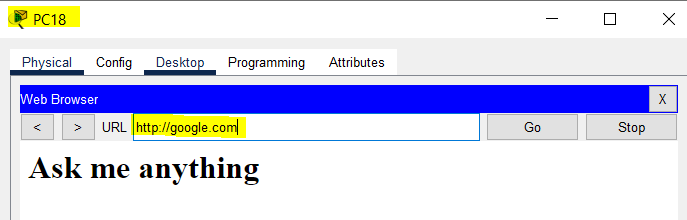 PC18
Physical Config Desktop Programming Attributes
Web Browser X
< > URL http://google.com Go Stop
Ask me anything